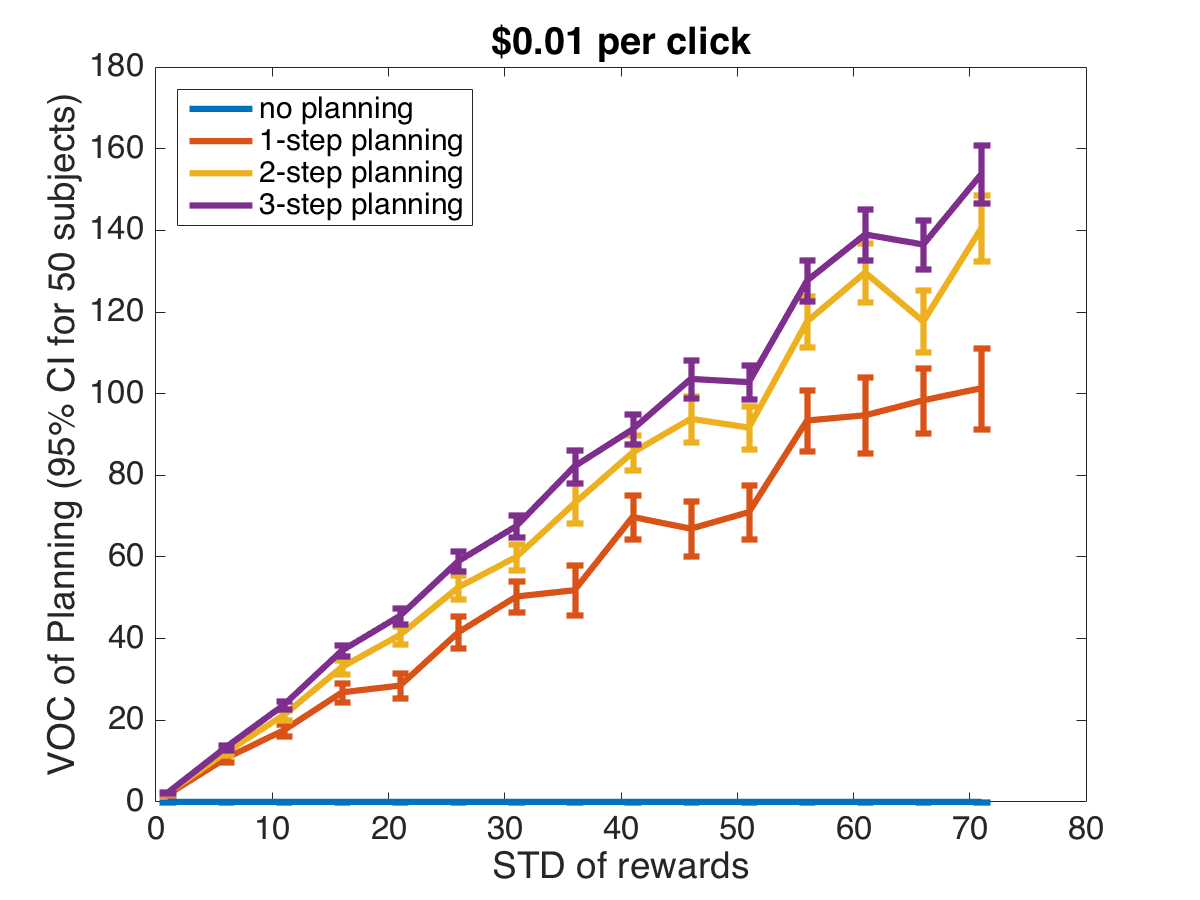 $0.01 per click
180
160
140
120
100
80
60
40
20
0
VOC of Planning (95% CI for 50 subjects)
no planning
1-step planning
2-step planning
3-step planning
0 10 20 30 40 50 60 70 80
STD of rewards